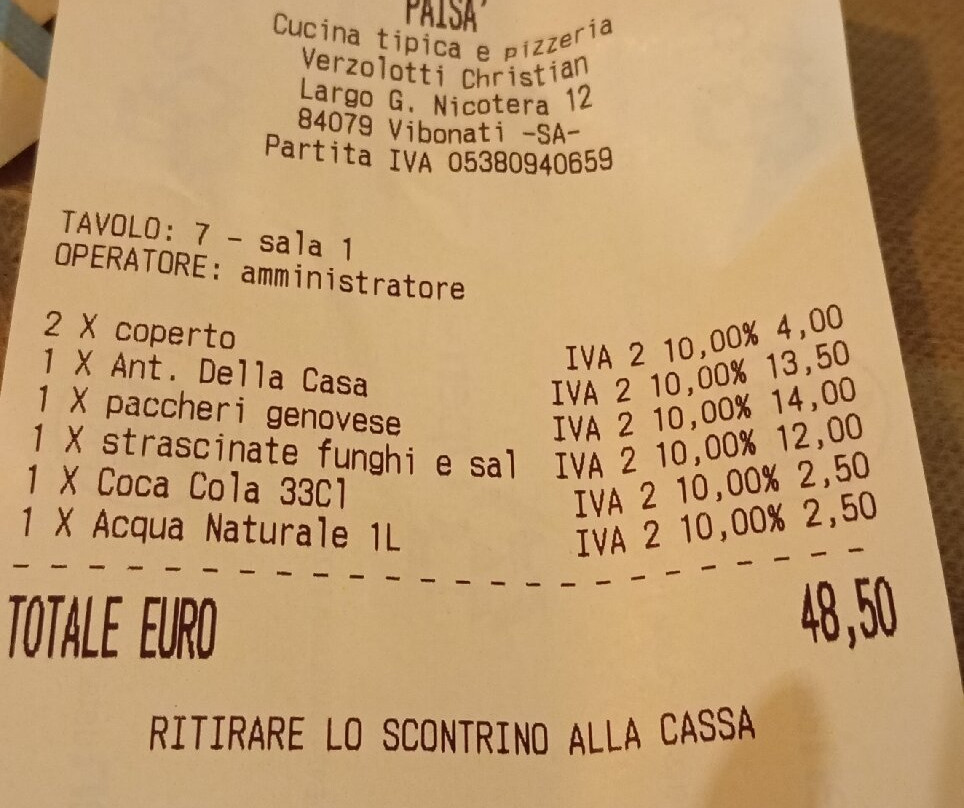 PAISA'
Cucina tipica e pizzeria
Verzolotti Christian
Largo G. Nicotera 12
84079 Vibonati -SA-
Partita IVA 05380940659
TAVOLO: 7 - sala 1
OPERATORE: amministratore
2 X coperto IVA 2 10,00% 4,00
1 X Ant. Della Casa IVA 2 10,00% 13,50
1 X paccheri genovese IVA 2 10,00% 14,00
1 X strascinate funghi e sal IVA 2 10,00% 12,00
1 X Coca Cola 33Cl IVA 2 10,00% 2,50
1 X Acqua Naturale 1L IVA 2 10,00% 2,50
TOTALE EURO 48,50
RITIRARE LO SCONTRINO ALLA CASSA